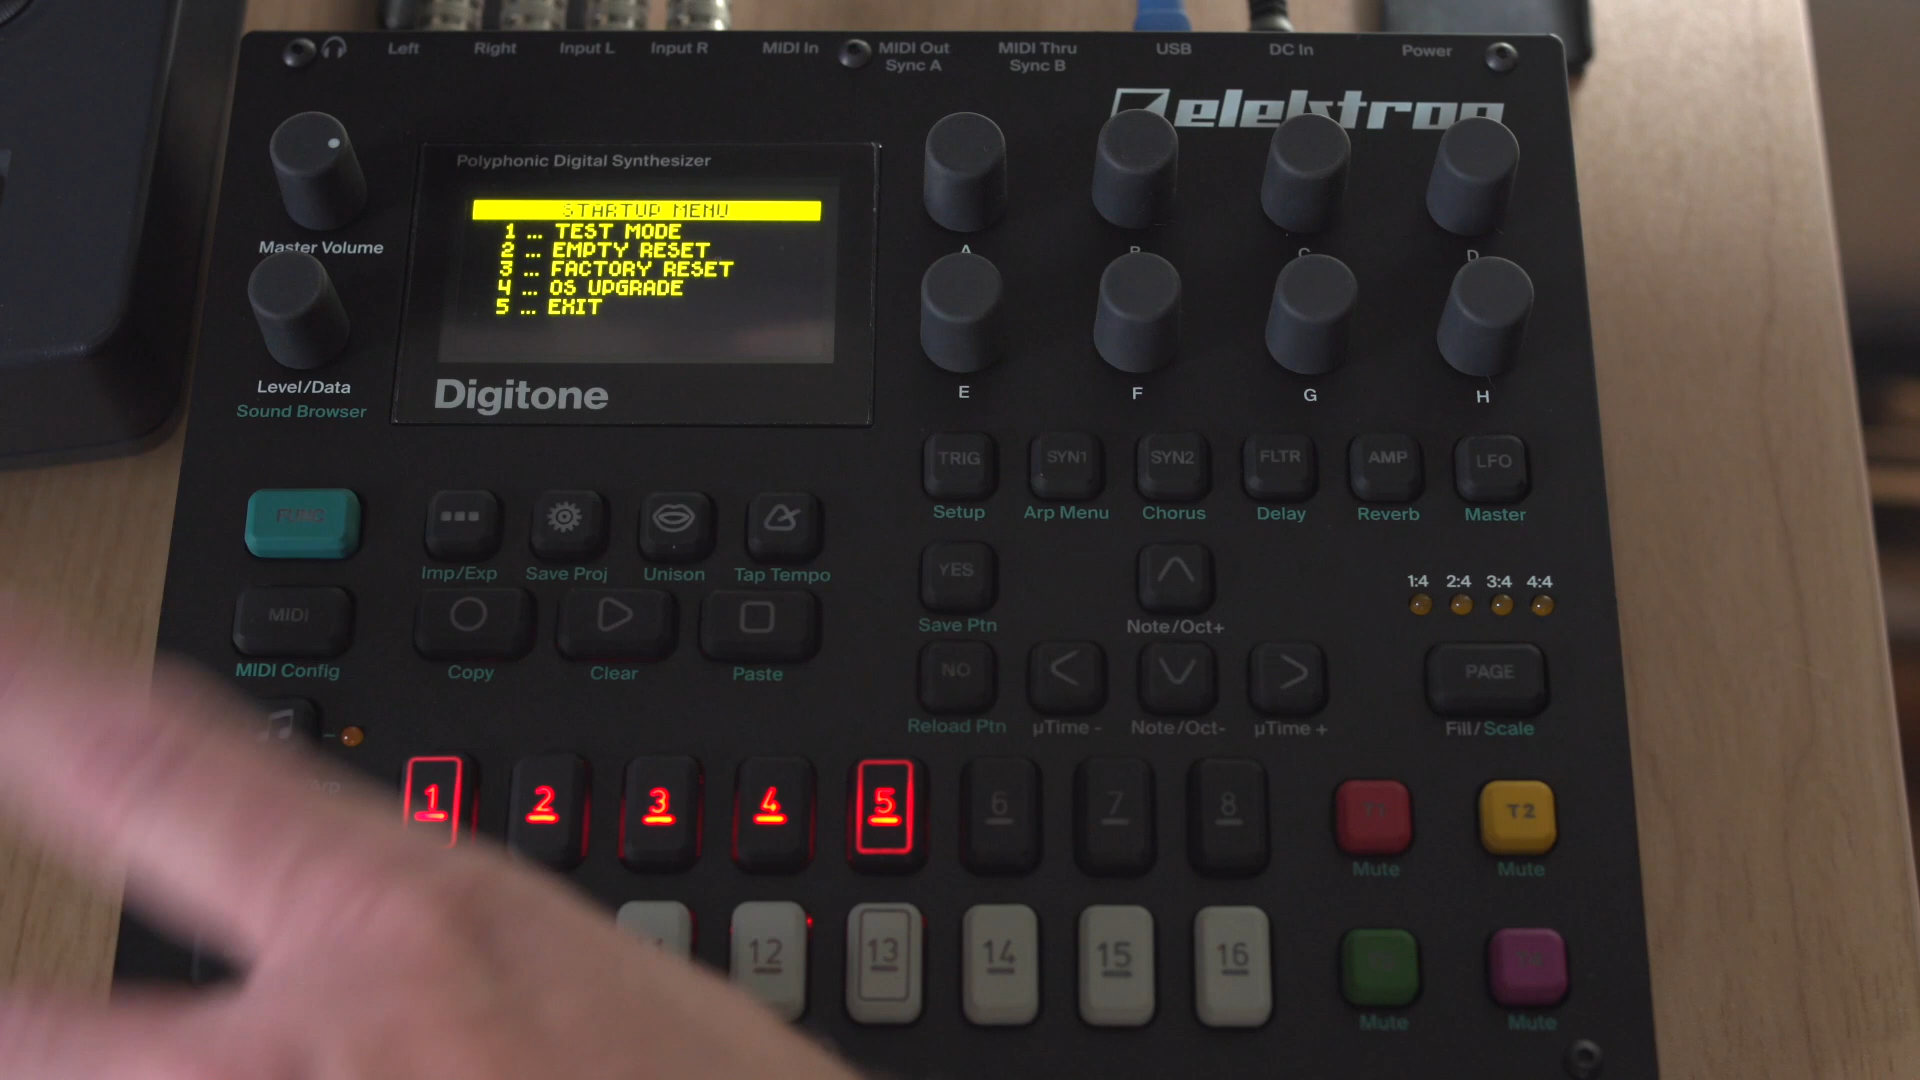 Left Right Input L Input R MIDI In MIDI Out MIDI Thru USB DC In Power
Sync A Sync B
elektron
Polyphonic Digital Synthesizer
STARTUP MENU
1 ... TEST MODE
2 ... EMPTY RESET
3 ... FACTORY RESET
4 ... OS UPGRADE
5 ... EXIT
Digitone
Master Volume
Level/Data
Sound Browser
A B C D
E F G H
TRIG SYN1 SYN2 FLTR AMP LFO
Setup Arp Menu Chorus Delay Reverb Master
FUNC
Imp/Exp Save Proj Unison Tap Tempo
YES
Save Ptn Note/Oct+
1:4 2:4 3:4 4:4
MIDI
MIDI Config Copy Clear Paste
NO PAGE
Reload Ptn µTime - Note/Oct- µTime + Fill/Scale
1 2 3 4 5 6 7 8 T1 T2
Mute Mute
12 13 14 15 16
Mute Mute